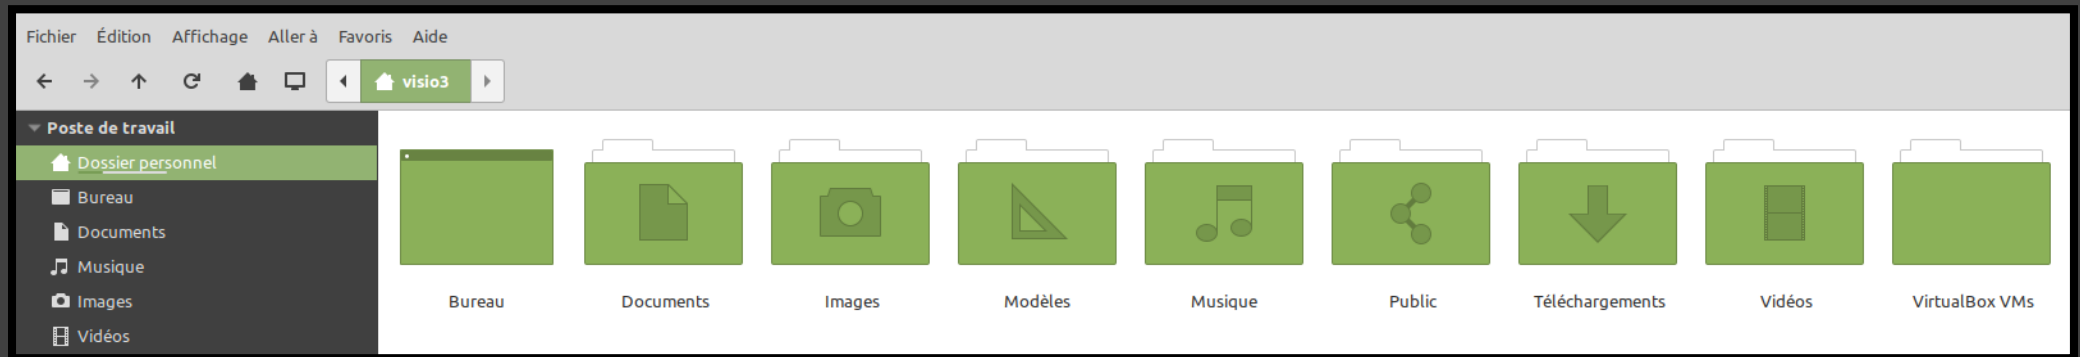 Fichier Édition Affichage Aller à Favoris Aide
visio3
Poste de travail
Dossier personnel
Bureau
Documents
Musique
Images
Vidéos
Bureau Documents Images Modèles Musique Public Téléchargements Vidéos VirtualBox VMs